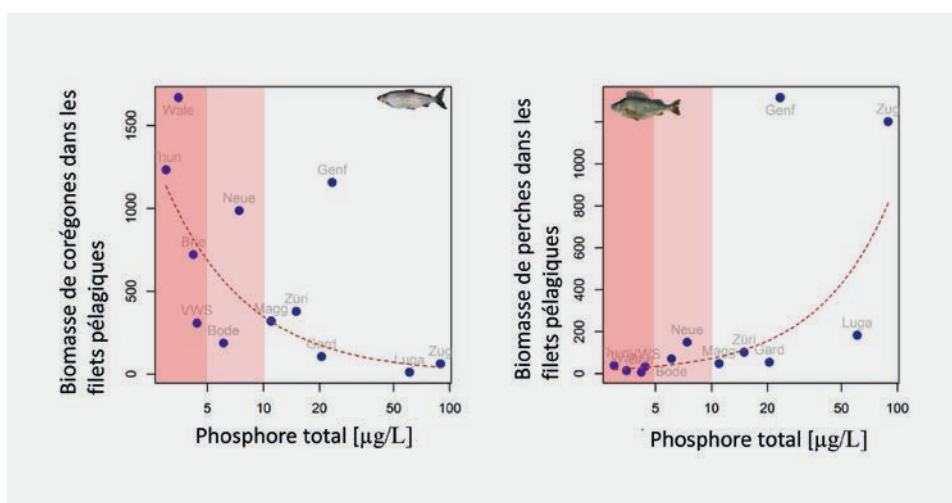 Biomasse de corégones dans les
filets pélagiques
1500
1000
500
0
Wale
Thun
Brie
VWS
Bode
Neue
Magg
Züri
Genf
Gard
Luga
Zug
5 10 20 50 100
Phosphore total [µg/L]
Biomasse de perches dans les
filets pélagiques
1000
800
600
400
200
0
Genf
Zug
Luga
Neue
Züri
Magg
Gard
VWS
Bode
5 10 20 50 100
Phosphore total [µg/L]